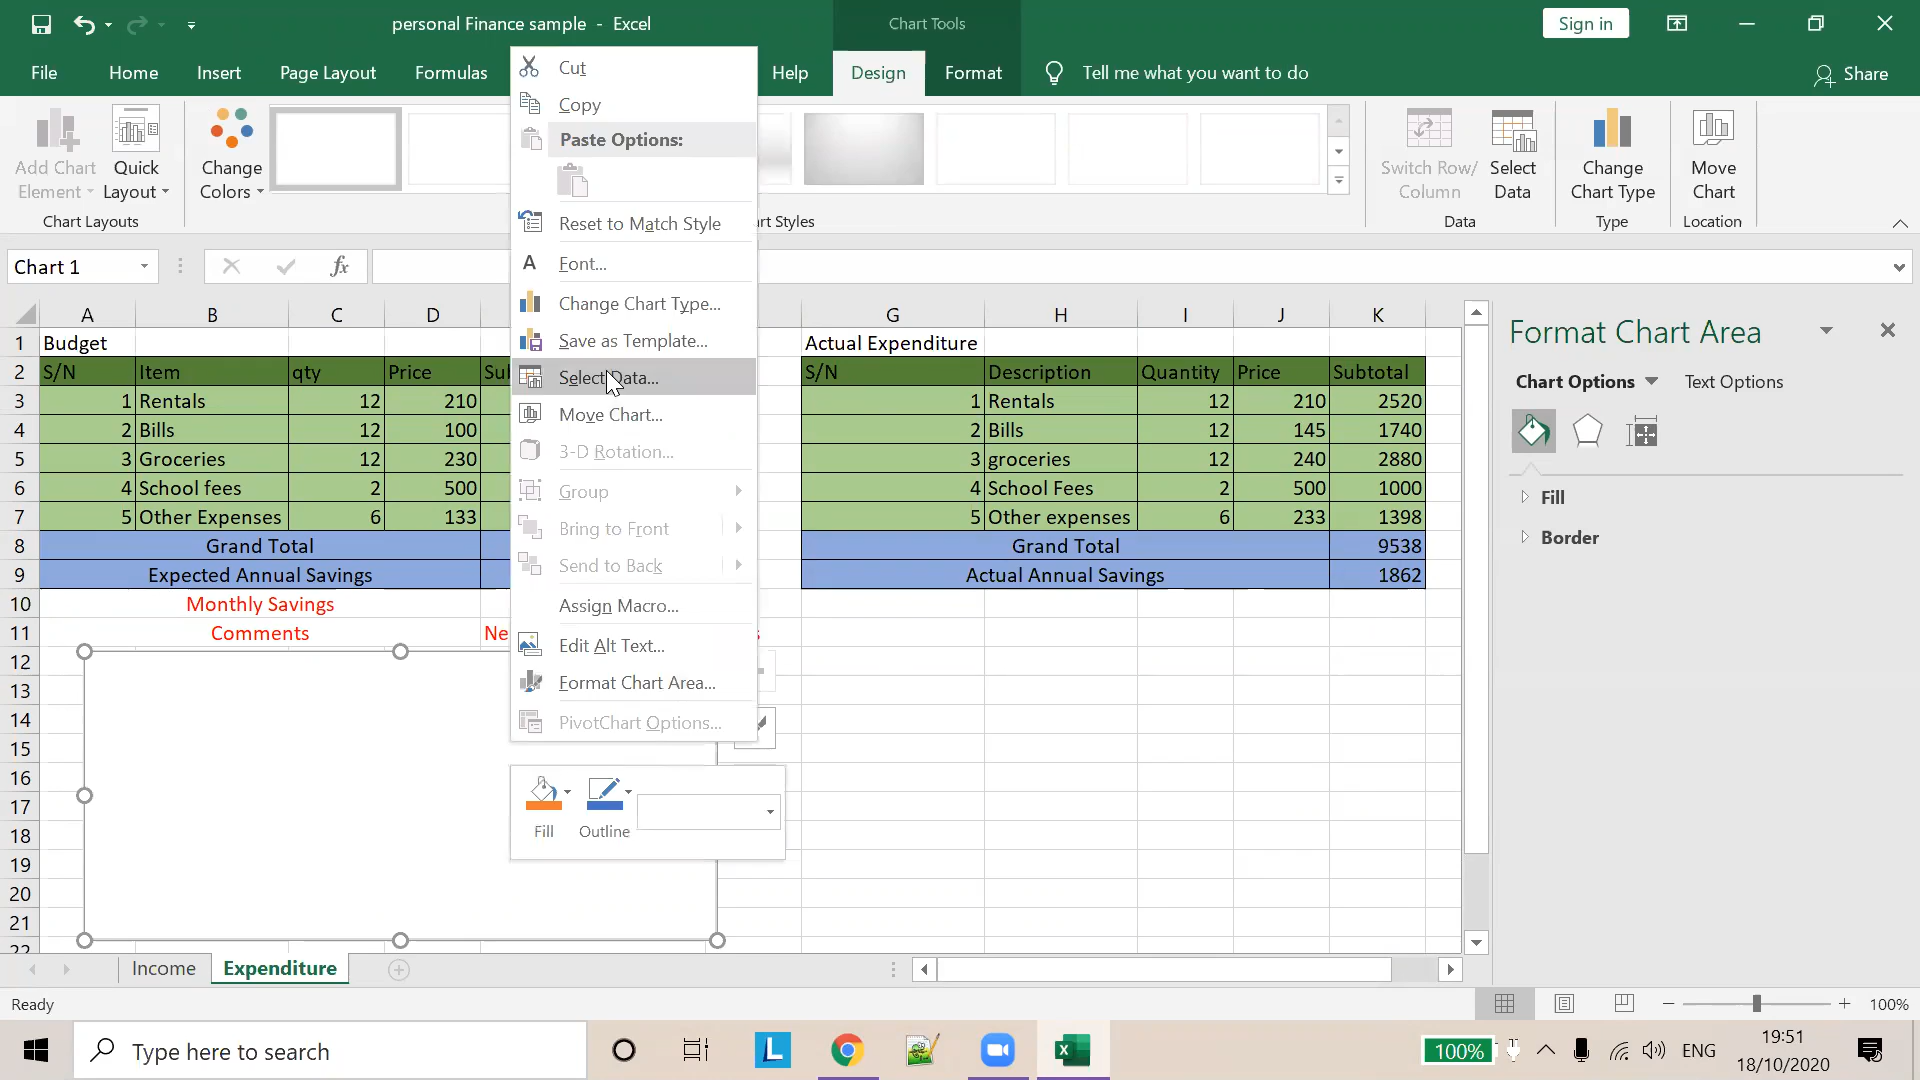 personal Finance sample - Excel
Chart Tools
Sign in
File
Home
Insert
Page Layout
Formulas
Help
Design
Format
Tell me what you want to do
Share
Add Chart Element
Quick Layout
Change Colors
Switch Row/ Column
Select Data
Change Chart Type
Move Chart
Chart Layouts
rt Styles
Data
Type
Location
Chart 1
fx
Cut
Copy
Paste Options:
Reset to Match Style
A Font...
Change Chart Type...
Save as Template...
Select Data...
Move Chart...
3-D Rotation...
Group
Bring to Front
Send to Back
Assign Macro...
Edit Alt Text...
Format Chart Area...
PivotChart Options...
Fill
Outline
A B C D G H I J K
1 Budget Actual Expenditure
2 S/N Item qty Price Sul S/N Description Quantity Price Subtotal
3 1 Rentals 12 210 1 Rentals 12 210 2520
4 2 Bills 12 100 2 Bills 12 145 1740
5 3 Groceries 12 230 3 groceries 12 240 2880
6 4 School fees 2 500 4 School Fees 2 500 1000
7 5 Other Expenses 6 133 5 Other expenses 6 233 1398
8 Grand Total Grand Total 9538
9 Expected Annual Savings Actual Annual Savings 1862
10 Monthly Savings
11 Comments Ne s
12
13
14
15
16
17
18
19
20
21
22
Format Chart Area
Chart Options
Text Options
Fill
Border
Income
Expenditure
Ready
100%
Type here to search
L
100%
ENG
19:51
18/10/2020